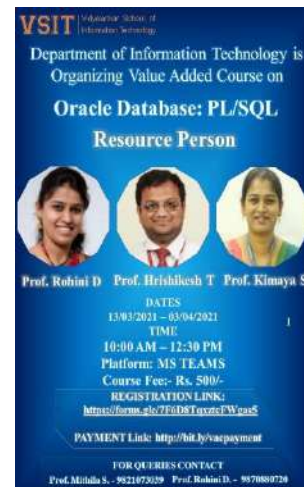 VSIT Vidyalankar School of
Information Technology
Department of Information Technology is
Organizing Value Added Course on
Oracle Database: PL/SQL
Resource Person
Prof. Rohini D Prof. Hrishikesh T Prof. Kimaya S
DATES
13/03/2021 – 03/04/2021
TIME
1
10:00 AM – 12:30 PM
Platform: MS TEAMS
Course Fee:- Rs. 500/-
REGISTRATION LINK:
PAYMENT Link: http://bit.ly/vacpayment
FOR QUERIES CONTACT
Prof. Mithila S. - 9821073039 Prof. Rohini D. – 9870880720